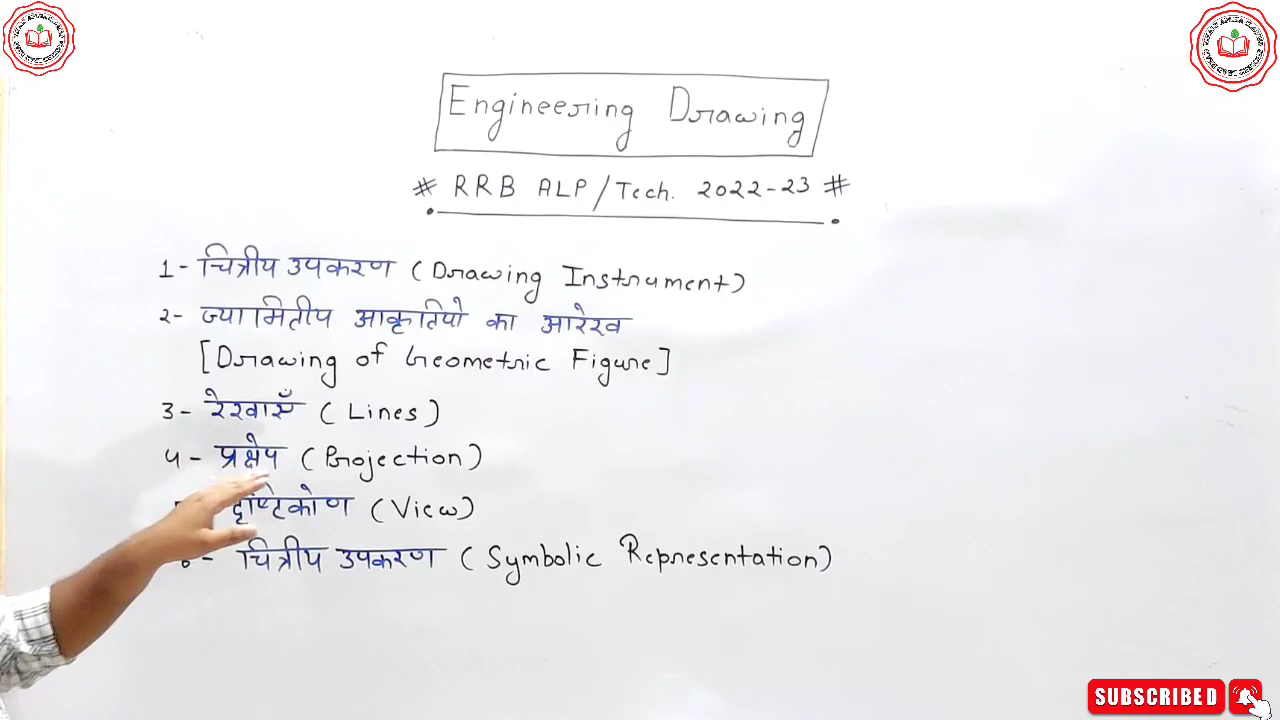 Engineering Drawing
# RRB ALP/Tech. 2022-23 #
1- चित्रीय उपकरण (Drawing Instrument)
2- ज्यामितीय आकृतियो का आरेख
[Drawing of Geometric Figure]
3- रेखाएँ (Lines)
4- प्रक्षेप (Projection)
दृष्टिकोण (View)
6- चित्रीय उपकरण (Symbolic Representation)
SUBSCRIBED